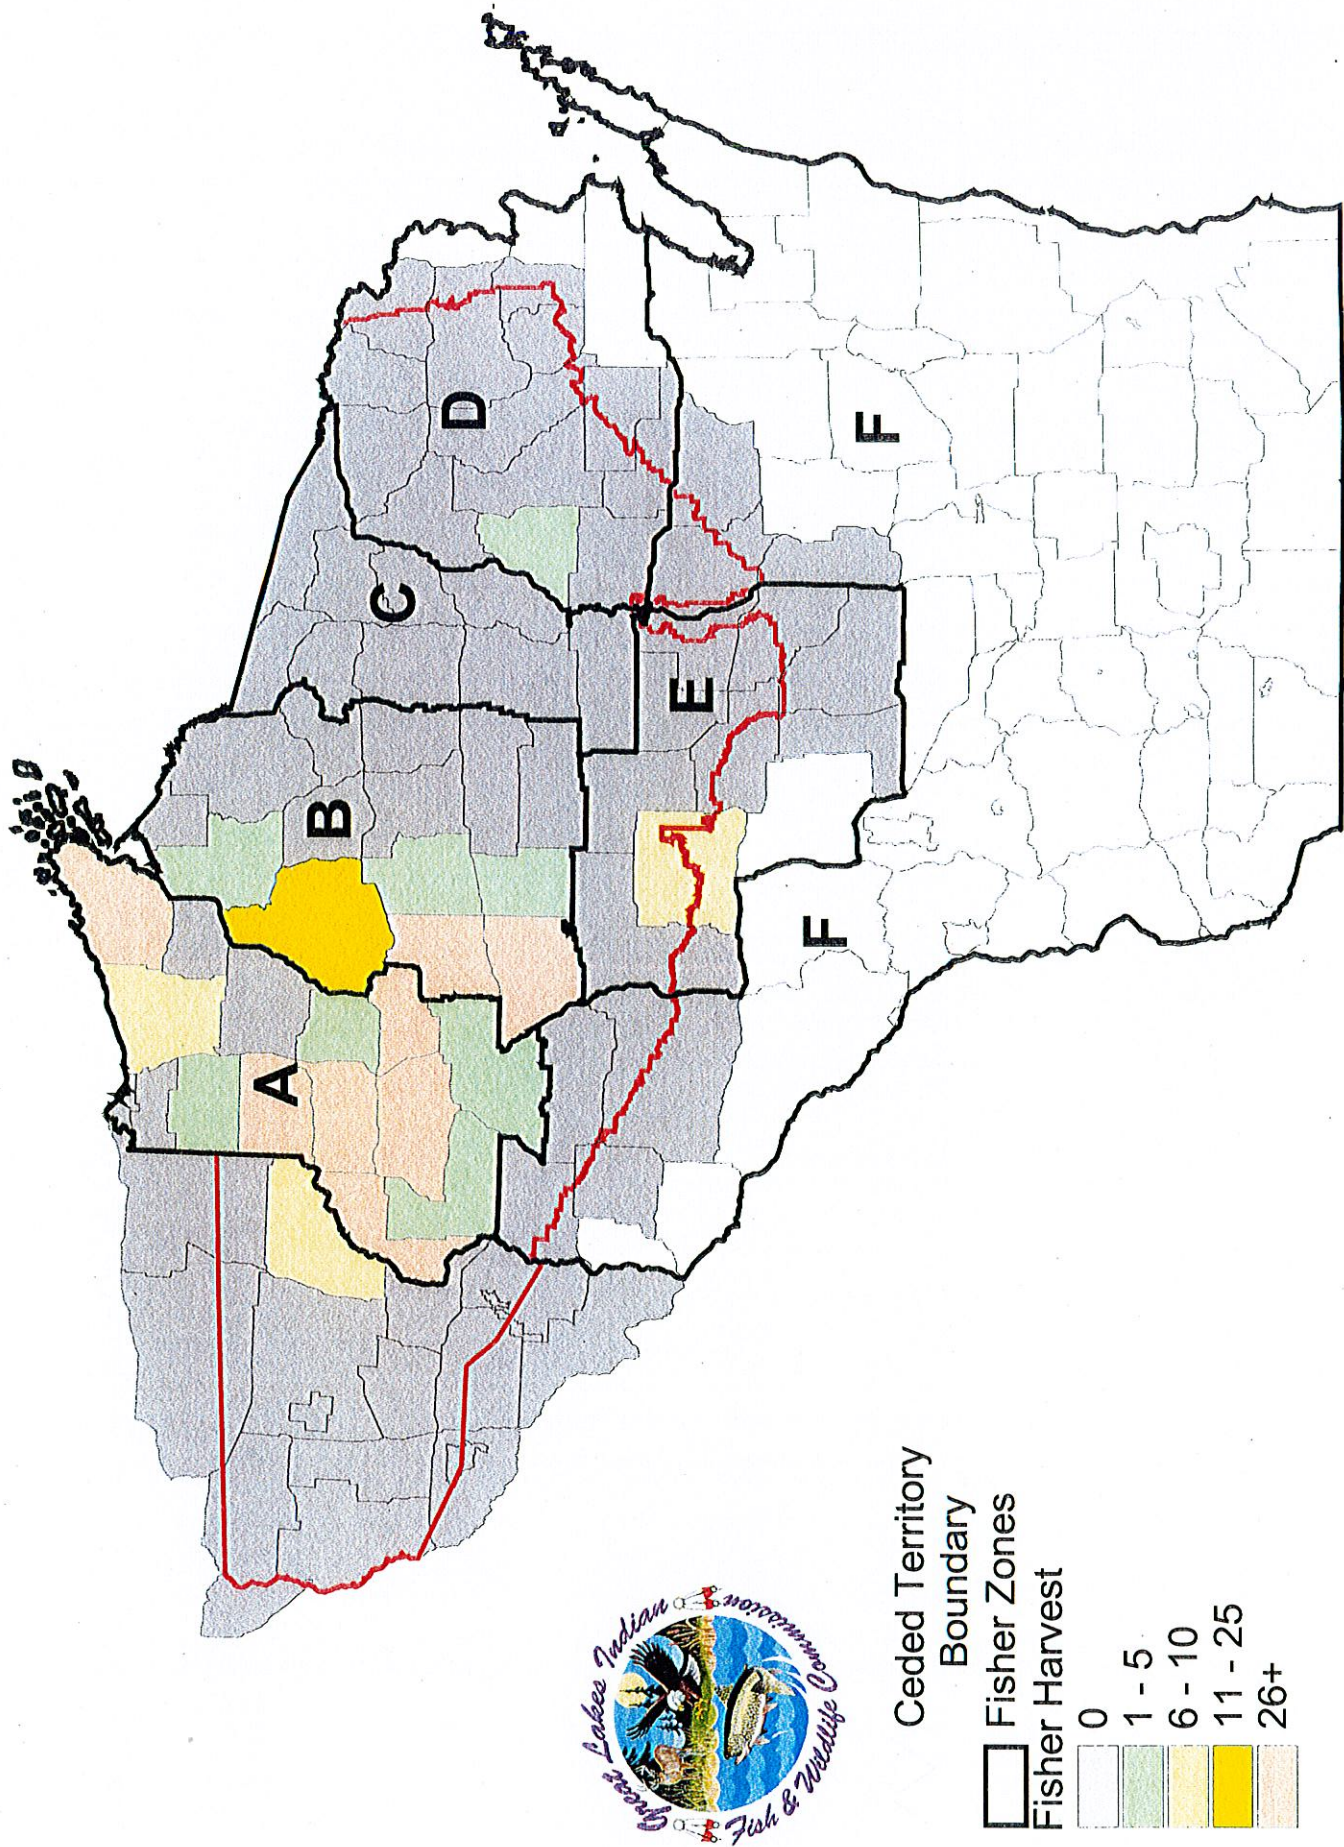 A
B
C
D
E
F
F
Great Lakes Indian
Fish & Wildlife Commission
Ceded Territory
Boundary
Fisher Zones
Fisher Harvest
0
1 - 5
6 - 10
11 - 25
26+